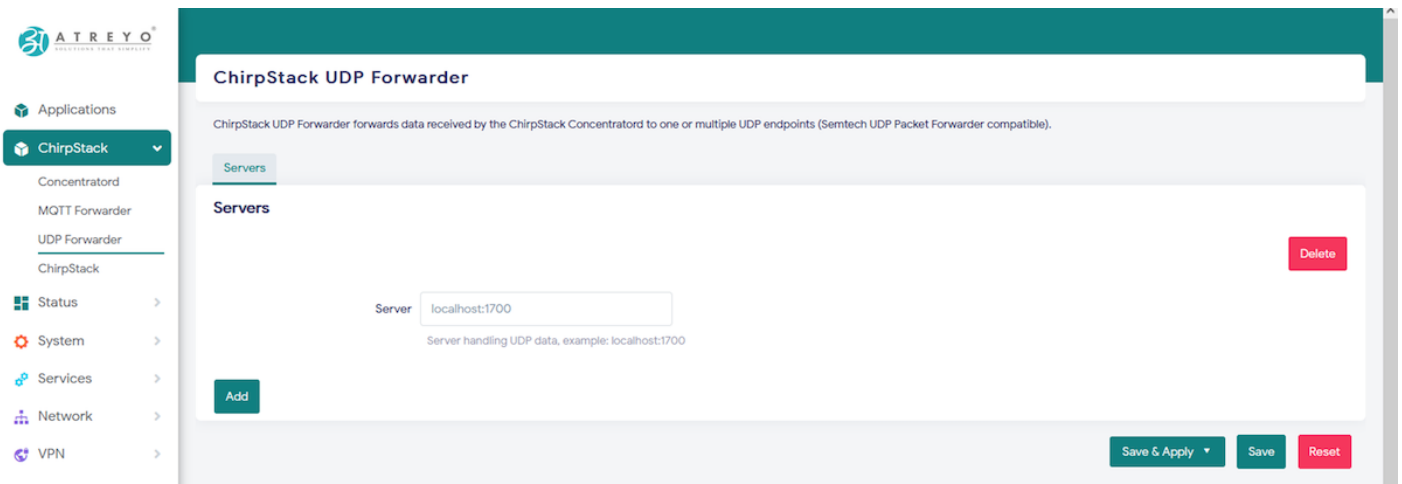 ATREYO
SOLUTIONS THAT SIMPLIFY
Applications
ChirpStack
Concentratord
MQTT Forwarder
UDP Forwarder
ChirpStack
Status
System
Services
Network
VPN
ChirpStack UDP Forwarder
ChirpStack UDP Forwarder forwards data received by the ChirpStack Concentratord to one or multiple UDP endpoints (Semtech UDP Packet Forwarder compatible).
Servers
Servers
Delete
Server localhost:1700
Server handling UDP data, example: localhost:1700
Add
Save & Apply Save Reset